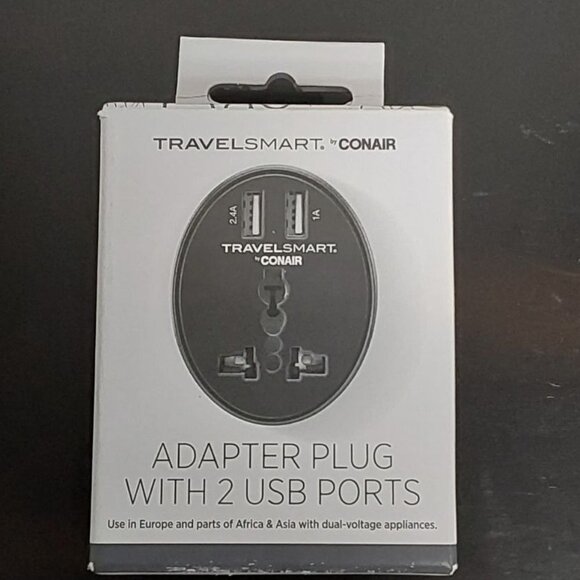 TRAVELSMART® by CONAIR
2.4A
1A
TRAVELSMART®
by CONAIR
ADAPTER PLUG
WITH 2 USB PORTS
Use in Europe and parts of Africa & Asia with dual-voltage appliances.